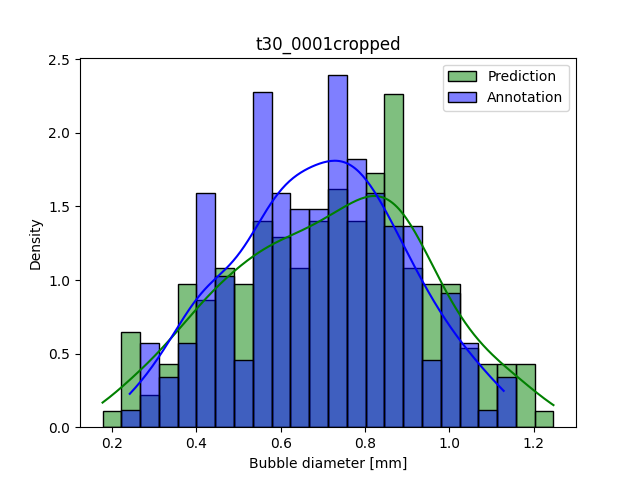 t30_0001cropped
Prediction
Annotation
Density
2.5
2.0
1.5
1.0
0.5
0.0
0.2 0.4 0.6 0.8 1.0 1.2
Bubble diameter [mm]